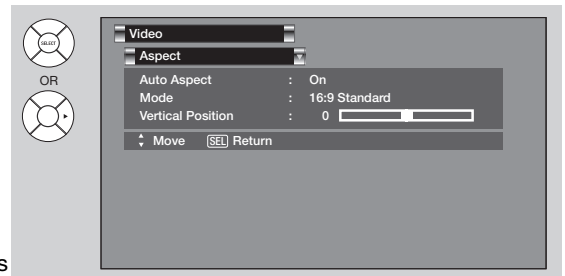 SELECT
OR
Video
Aspect
Auto Aspect : On
Mode : 16:9 Standard
Vertical Position : 0
Move SEL Return
s